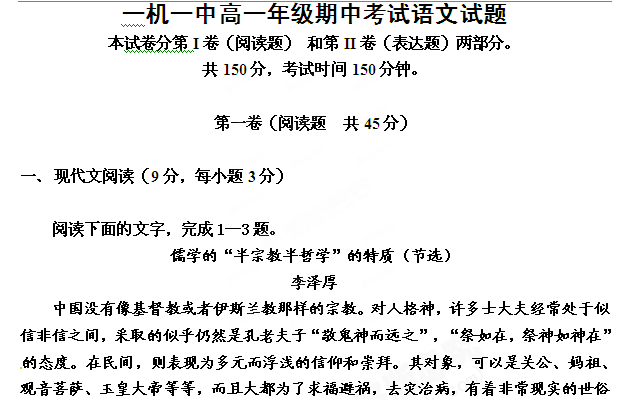 一机一中高一年级期中考试语文试题
本试卷分第 I 卷（阅读题） 和第 II 卷（表达题）两部分。
共 150 分，考试时间 150 分钟。
第一卷（阅读题 共 45 分）
一、现代文阅读（9 分，每小题 3 分）
阅读下面的文字，完成 1—3 题。
儒学的“半宗教半哲学”的特质（节选）
李泽厚
中国没有像基督教或者伊斯兰教那样的宗教。对人格神，许多士大夫经常处于似
信非信之间，采取的似乎仍然是孔老夫子“敬鬼神而远之”，“祭如在，祭神如神在”
的态度。在民间，则表现为多元而浮浅的信仰和崇拜。其对象，可以是关公、妈祖、
观音菩萨、玉皇大帝等等，而且大都为了求福避祸，去灾治病，有着非常现实的世俗